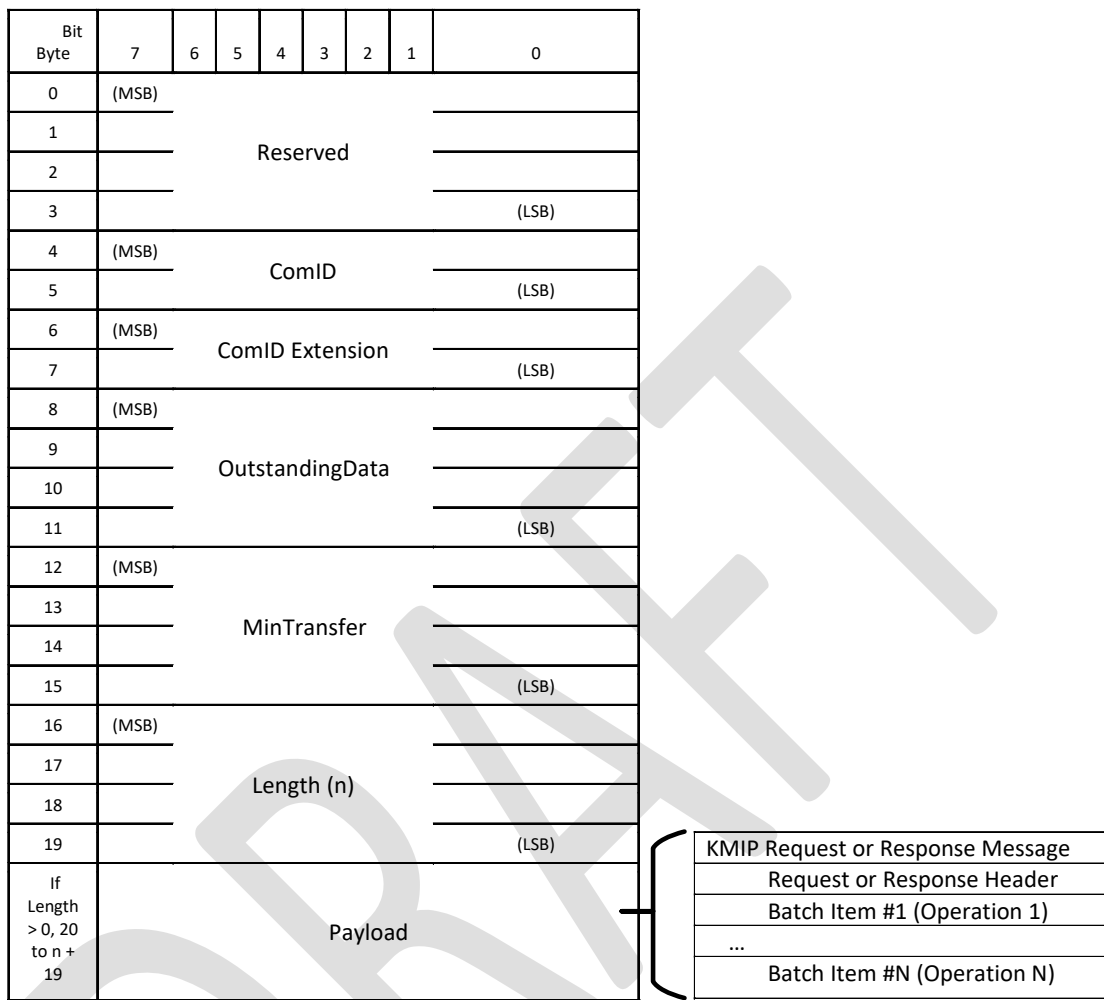 Bit
Byte 7 6 5 4 3 2 1 0
0 (MSB)
1
Reserved
2
3 (LSB)
4 (MSB)
ComID
5 (LSB)
6 (MSB)
ComID Extension
7 (LSB)
8 (MSB)
9
OutstandingData
10
11 (LSB)
12 (MSB)
13
MinTransfer
14
15 (LSB)
16 (MSB)
17
Length (n)
18
19 (LSB)
If
Length
> 0, 20
to n +
19
Payload
KMIP Request or Response Message
Request or Response Header
Batch Item #1 (Operation 1)
...
Batch Item #N (Operation N)
DRAFT